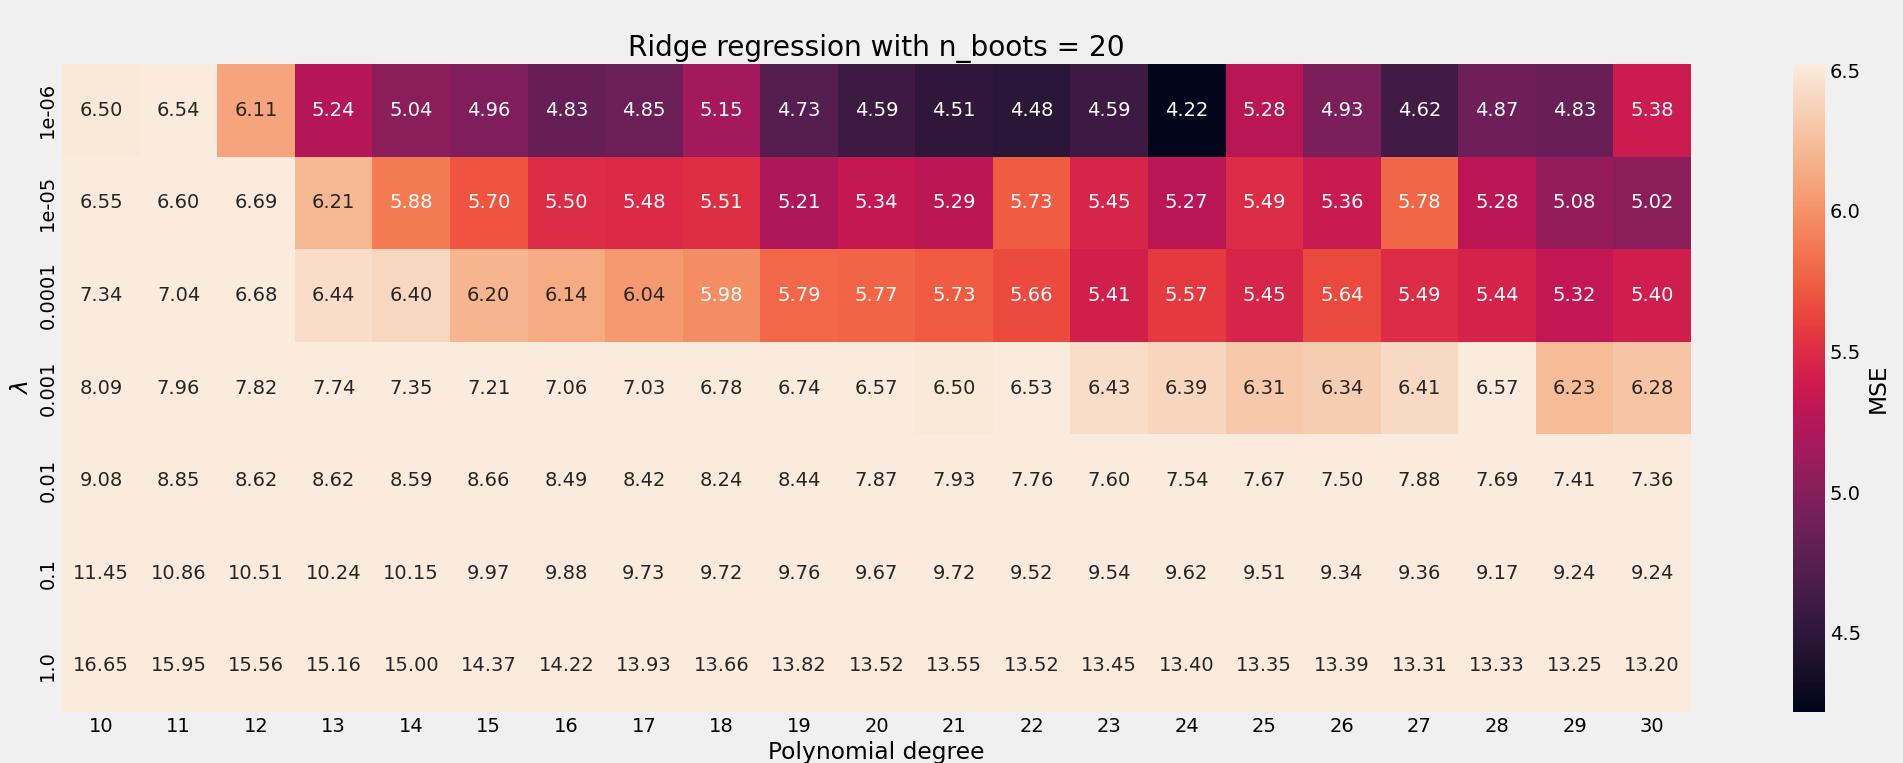 Ridge regression with n_boots = 20
1e-06 6.50 6.54 6.11 5.24 5.04 4.96 4.83 4.85 5.15 4.73 4.59 4.51 4.48 4.59 4.22 5.28 4.93 4.62 4.87 4.83 5.38
1e-05 6.55 6.60 6.69 6.21 5.88 5.70 5.50 5.48 5.51 5.21 5.34 5.29 5.73 5.45 5.27 5.49 5.36 5.78 5.28 5.08 5.02
0.0001 7.34 7.04 6.68 6.44 6.40 6.20 6.14 6.04 5.98 5.79 5.77 5.73 5.66 5.41 5.57 5.45 5.64 5.49 5.44 5.32 5.40
λ
0.001 8.09 7.96 7.82 7.74 7.35 7.21 7.06 7.03 6.78 6.74 6.57 6.50 6.53 6.43 6.39 6.31 6.34 6.41 6.57 6.23 6.28
0.01 9.08 8.85 8.62 8.62 8.59 8.66 8.49 8.42 8.24 8.44 7.87 7.93 7.76 7.60 7.54 7.67 7.50 7.88 7.69 7.41 7.36
0.1 11.45 10.86 10.51 10.24 10.15 9.97 9.88 9.73 9.72 9.76 9.67 9.72 9.52 9.54 9.62 9.51 9.34 9.36 9.17 9.24 9.24
1.0 16.65 15.95 15.56 15.16 15.00 14.37 14.22 13.93 13.66 13.82 13.52 13.55 13.52 13.45 13.40 13.35 13.39 13.31 13.33 13.25 13.20
10 11 12 13 14 15 16 17 18 19 20 21 22 23 24 25 26 27 28 29 30
Polynomial degree
6.5
6.0
5.5
5.0
4.5
MSE